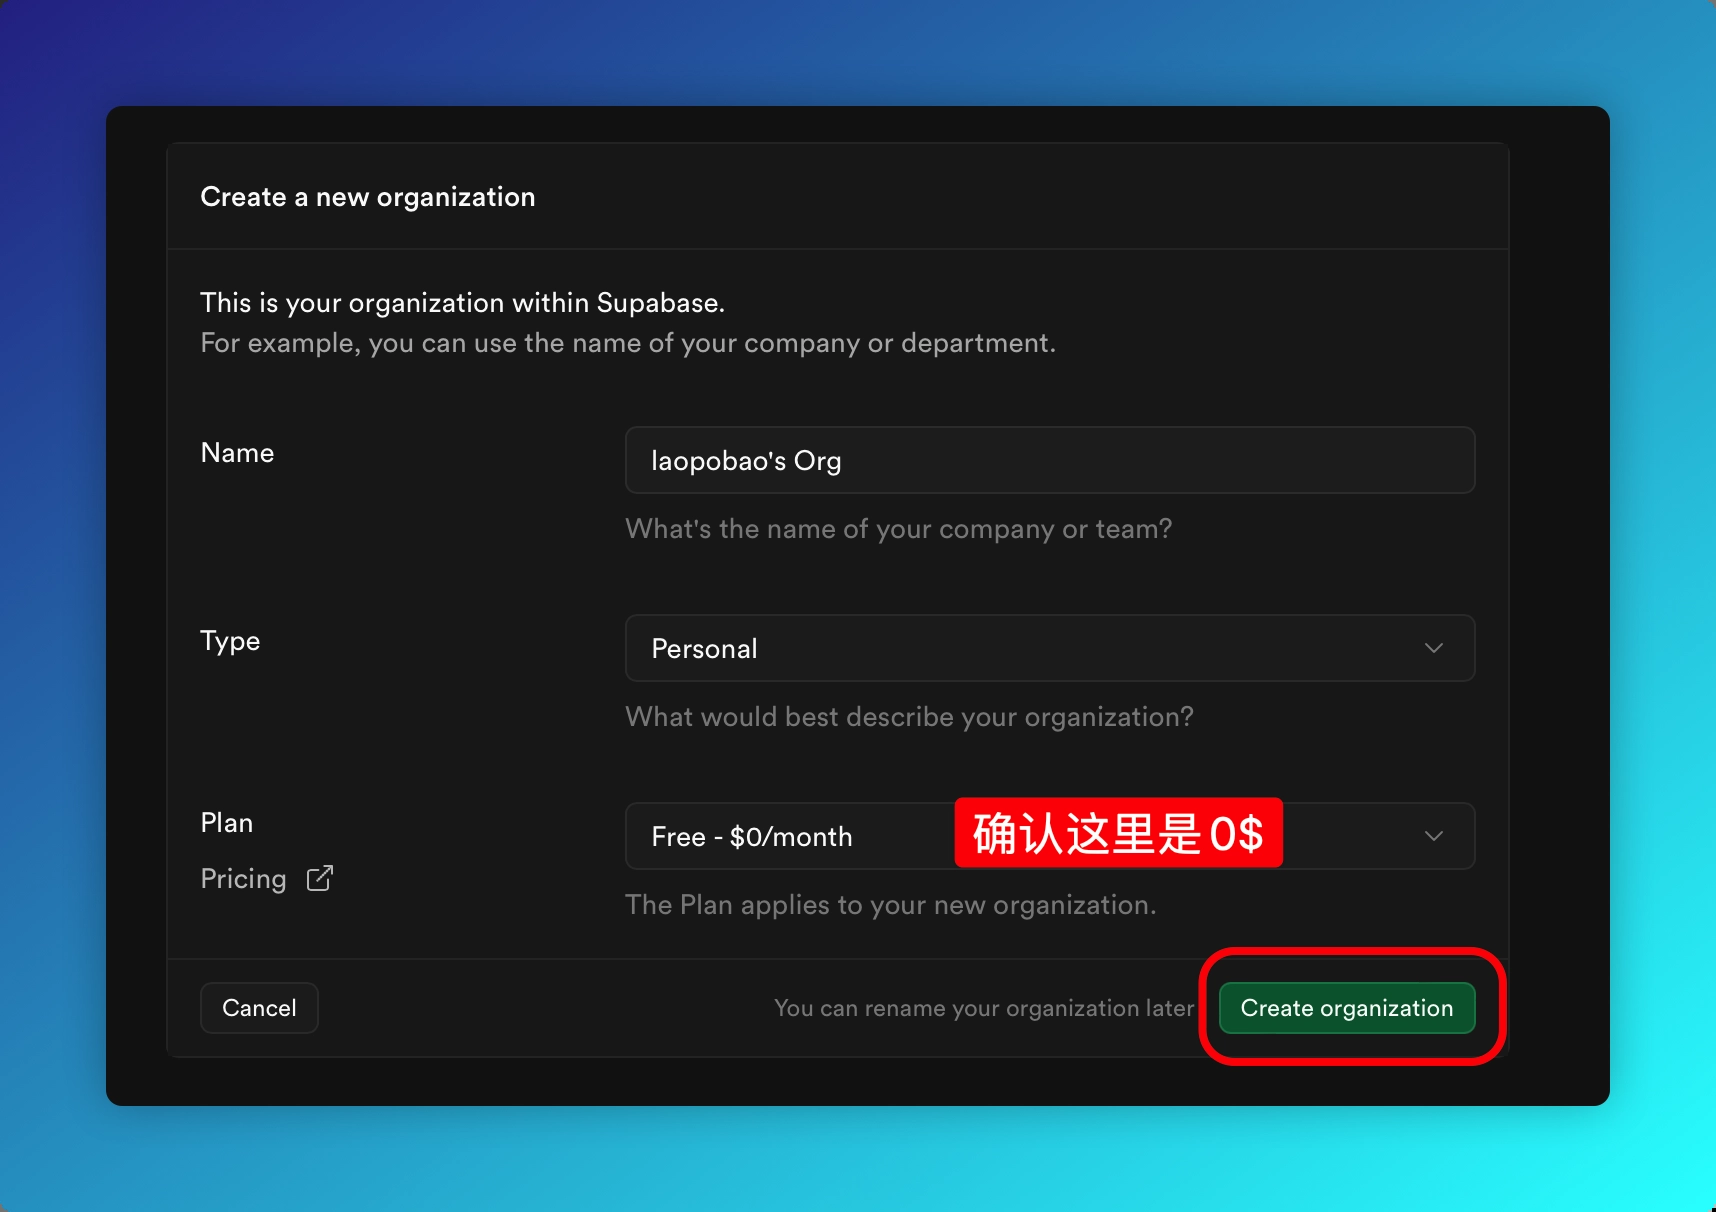 Create a new organization
This is your organization within Supabase.
For example, you can use the name of your company or department.
Name
laopobao's Org
What's the name of your company or team?
Type
Personal
What would best describe your organization?
Plan
Free - $0/month
确认这里是0$
Pricing
The Plan applies to your new organization.
Cancel
You can rename your organization later
Create organization